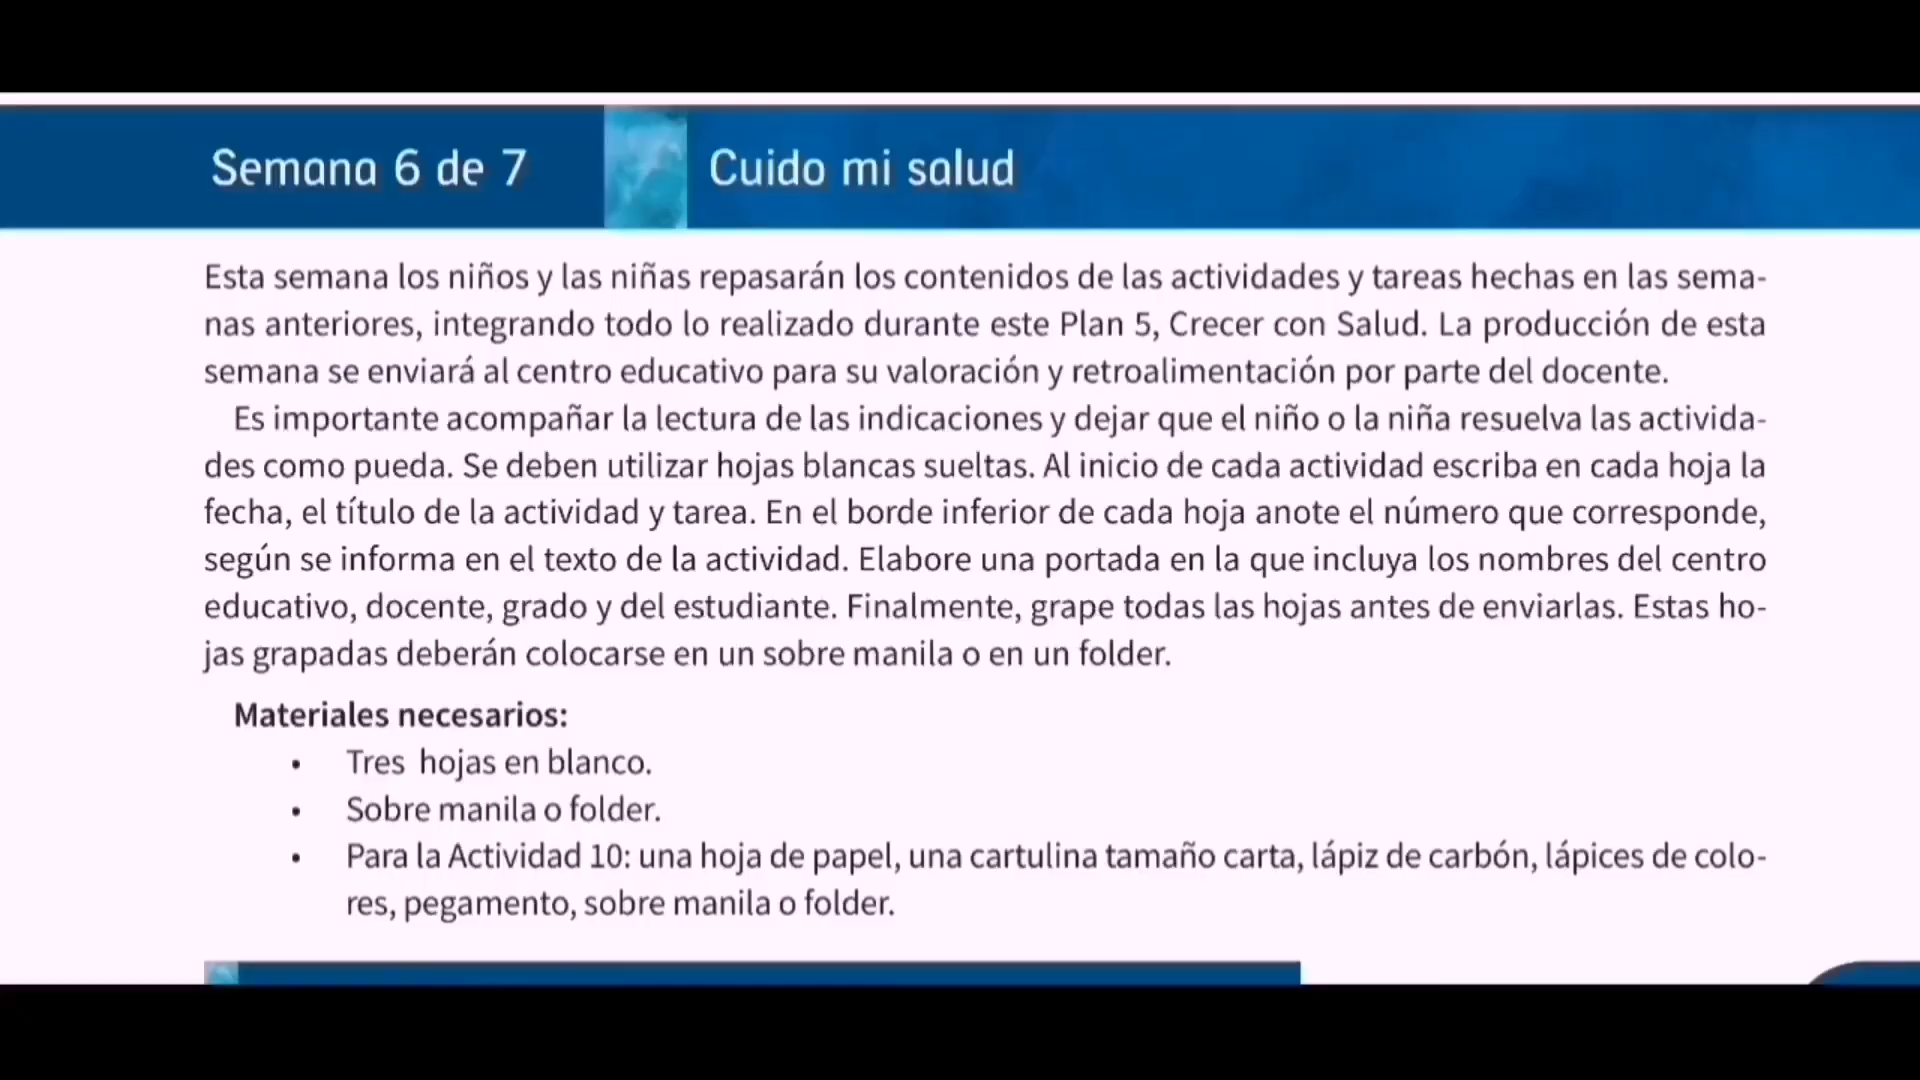 Semana 6 de 7
Cuido mi salud
Esta semana los niños y las niñas repasarán los contenidos de las actividades y tareas hechas en las sema-
nas anteriores, integrando todo lo realizado durante este Plan 5, Crecer con Salud. La producción de esta
semana se enviará al centro educativo para su valoración y retroalimentación por parte del docente.
Es importante acompañar la lectura de las indicaciones y dejar que el niño o la niña resuelva las activida-
des como pueda. Se deben utilizar hojas blancas sueltas. Al inicio de cada actividad escriba en cada hoja la
fecha, el título de la actividad y tarea. En el borde inferior de cada hoja anote el número que corresponde,
según se informa en el texto de la actividad. Elabore una portada en la que incluya los nombres del centro
educativo, docente, grado y del estudiante. Finalmente, grape todas las hojas antes de enviarlas. Estas ho-
jas grapadas deberán colocarse en un sobre manila o en un folder.
Materiales necesarios:
• Tres hojas en blanco.
• Sobre manila o folder.
• Para la Actividad 10: una hoja de papel, una cartulina tamaño carta, lápiz de carbón, lápices de colo-
res, pegamento, sobre manila o folder.